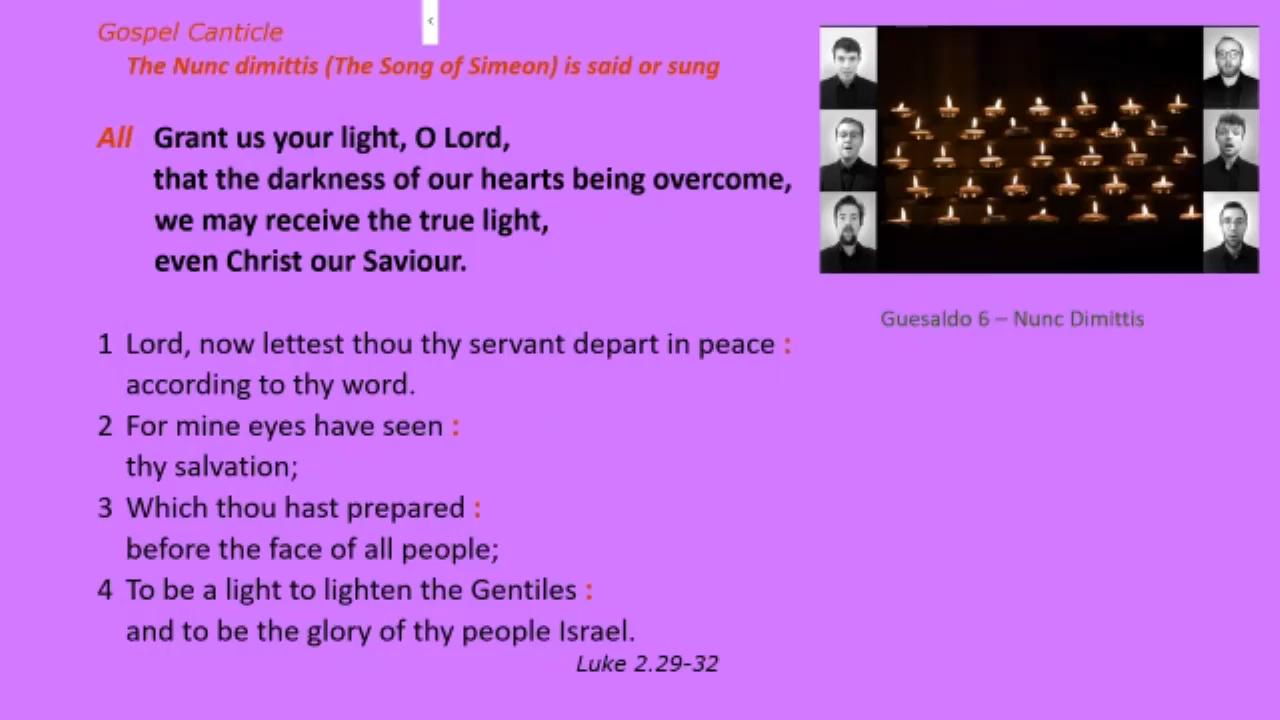 Gospel Canticle
The Nunc dimittis (The Song of Simeon) is said or sung
All Grant us your light, O Lord,
that the darkness of our hearts being overcome,
we may receive the true light,
even Christ our Saviour.
1 Lord, now lettest thou thy servant depart in peace :
according to thy word.
2 For mine eyes have seen :
thy salvation;
3 Which thou hast prepared :
before the face of all people;
4 To be a light to lighten the Gentiles :
and to be the glory of thy people Israel.
Luke 2.29-32
Guesaldo 6 – Nunc Dimittis